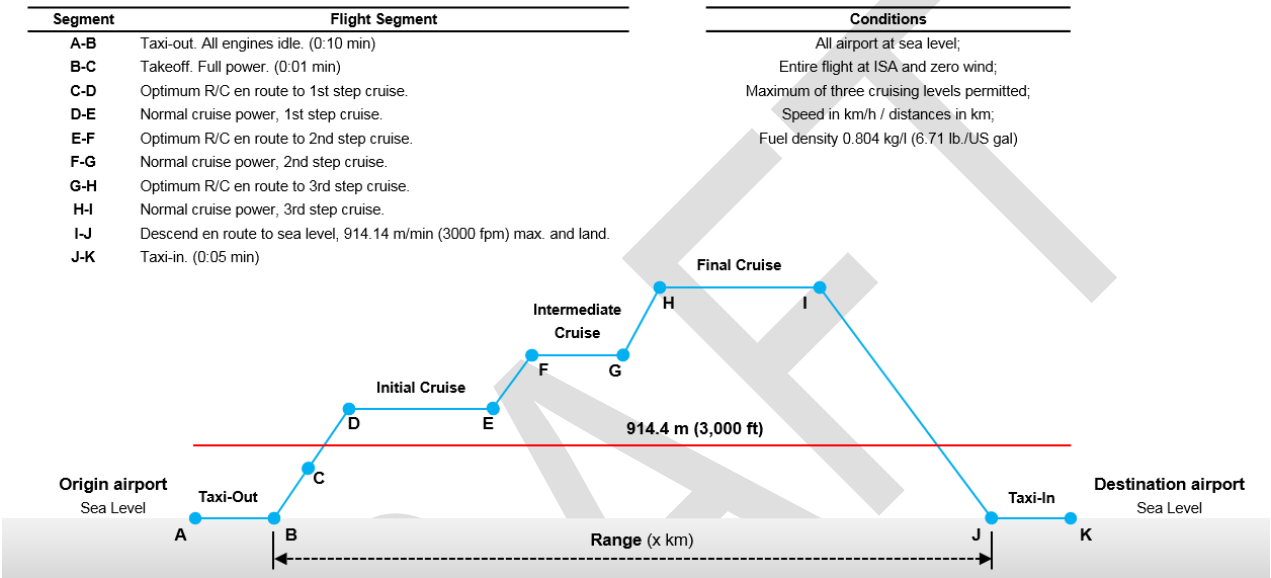 Segment Flight Segment
A-B Taxi-out. All engines idle. (0:10 min)
B-C Takeoff. Full power. (0:01 min)
C-D Optimum R/C en route to 1st step cruise.
D-E Normal cruise power, 1st step cruise.
E-F Optimum R/C en route to 2nd step cruise.
F-G Normal cruise power, 2nd step cruise.
G-H Optimum R/C en route to 3rd step cruise.
H-I Normal cruise power, 3rd step cruise.
I-J Descend en route to sea level, 914.14 m/min (3000 fpm) max. and land.
J-K Taxi-in. (0:05 min)
Conditions
All airport at sea level;
Entire flight at ISA and zero wind;
Maximum of three cruising levels permitted;
Speed in km/h / distances in km;
Fuel density 0.804 kg/l (6.71 lb./US gal)
Final Cruise
H
I
Intermediate
Cruise
F
G
Initial Cruise
D
E
914.4 m (3,000 ft)
C
Origin airport
Sea Level
Taxi-Out
Taxi-In
Destination airport
Sea Level
A
B
J
K
Range (x km)